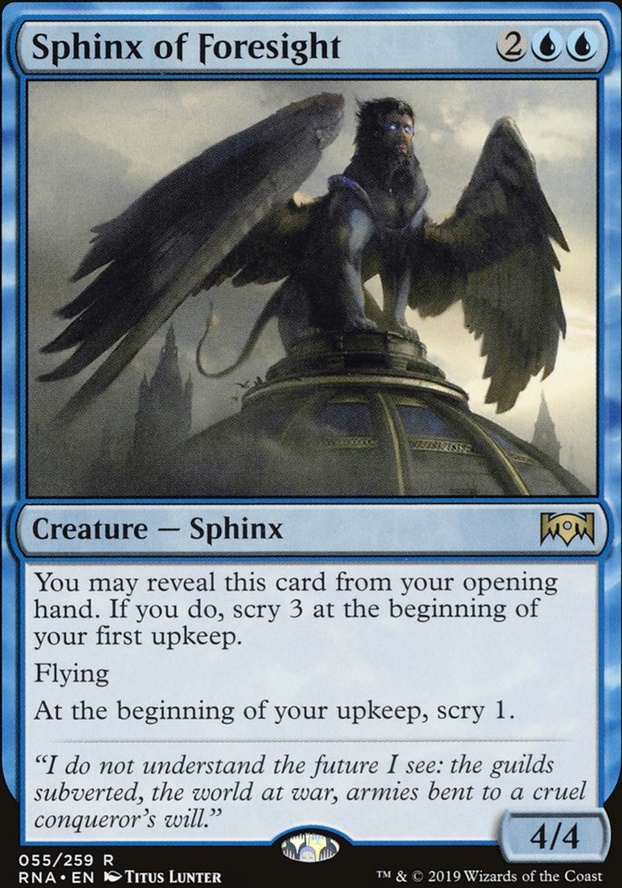 Sphinx of Foresight 2
Creature — Sphinx
You may reveal this card from your opening
hand. If you do, scry 3 at the beginning of
your first upkeep.
Flying
At the beginning of your upkeep, scry 1.
“I do not understand the future I see: the guilds
subverted, the world at war, armies bent to a cruel
conqueror’s will.”
4/4
055/259 R
RNA • EN Titus Lunter ™ & © 2019 Wizards of the Coast